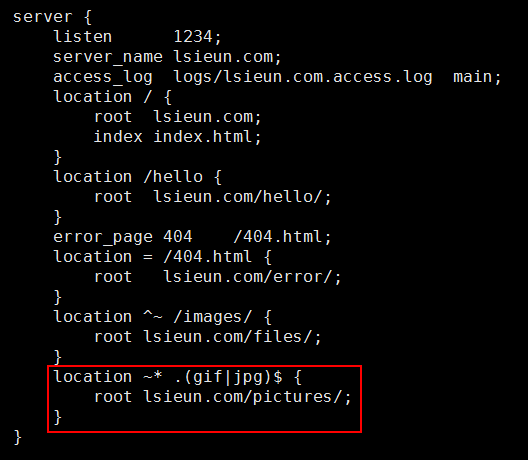 server {
    listen      1234;
    server_name lsieun.com;
    access_log  logs/lsieun.com.access.log  main;
    location / {
        root  lsieun.com;
        index index.html;
    }
    location /hello {
        root  lsieun.com/hello/;
    }
    error_page 404    /404.html;
    location = /404.html {
        root   lsieun.com/error/;
    }
    location ^~ /images/ {
        root lsieun.com/files/;
    }
    location ~* .(gif|jpg)$ {
        root lsieun.com/pictures/;
    }
}